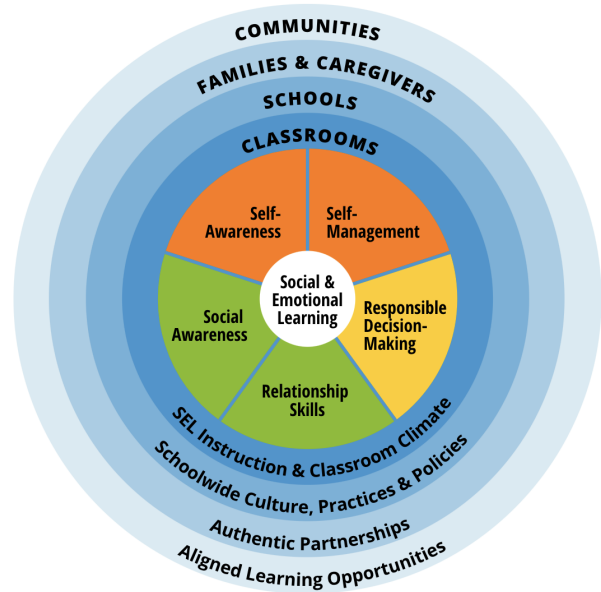 COMMUNITIES
FAMILIES & CAREGIVERS
SCHOOLS
CLASSROOMS
Self-
Awareness
Self-
Management
Social &
Emotional
Learning
Social
Awareness
Responsible
Decision-
Making
Relationship
Skills
SEL Instruction & Classroom Climate
Schoolwide Culture, Practices & Policies
Authentic Partnerships
Aligned Learning Opportunities